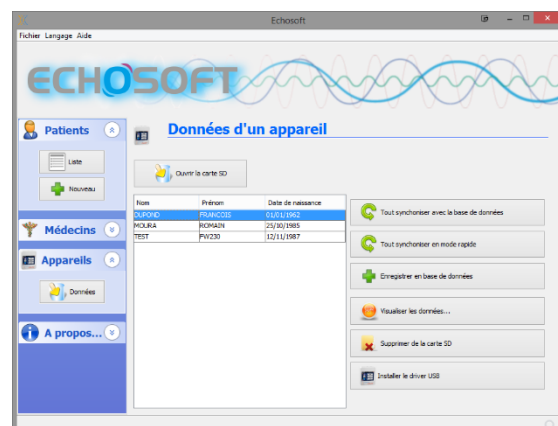 Echosoft
Fichier Langage Aide
ECHOSOFT
Patients
Liste
Nouveau
Médecins
Appareils
Données
A propos...
Données d'un appareil
Ouvrir la carte SD
Nom Prénom Date de naissance
DUPOND FRANCOIS 01/01/1962
MOURA ROMAIN 25/10/1985
TEST FW230 12/11/1987
Tout synchoniser avec la base de données
Tout synchoniser en mode rapide
Enregistrer en base de données
Visualiser les données...
Supprimer de la carte SD
Installer le driver USB